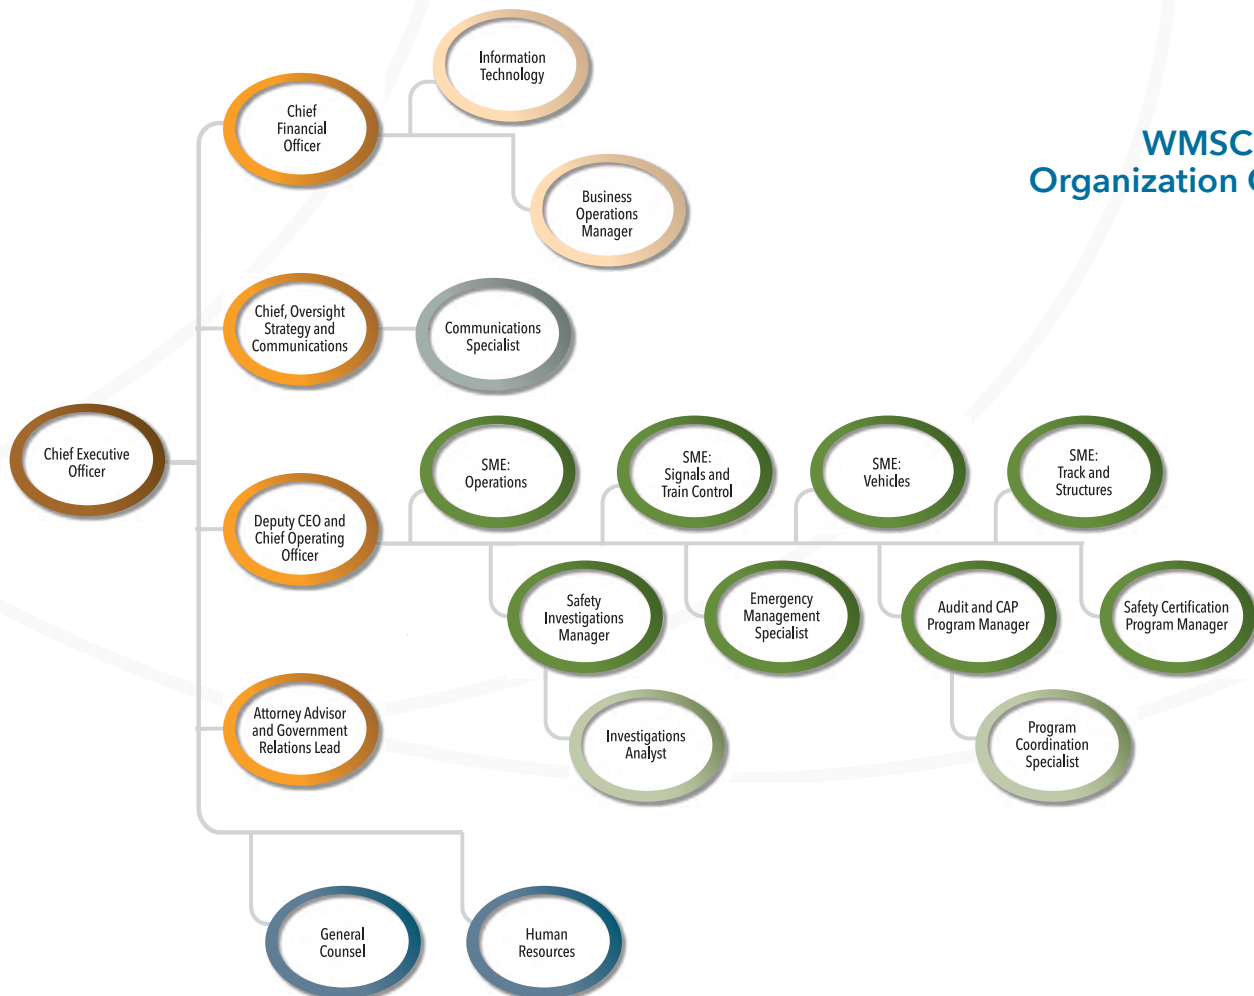 Information
Technology
Chief
Financial
Officer
WMSC
Organization
Business
Operations
Manager
Chief, Oversight
Strategy and
Communications
Communications
Specialist
Chief Executive
Officer
SME:
Operations
SME:
Signals and
Train Control
SME:
Vehicles
SME:
Track and
Structures
Deputy CEO and
Chief Operating
Officer
Safety
Investigations
Manager
Emergency
Management
Specialist
Audit and CAP
Program Manager
Safety Certification
Program Manager
Attorney Advisor
and Government
Relations Lead
Investigations
Analyst
Program
Coordination
Specialist
General
Counsel
Human
Resources